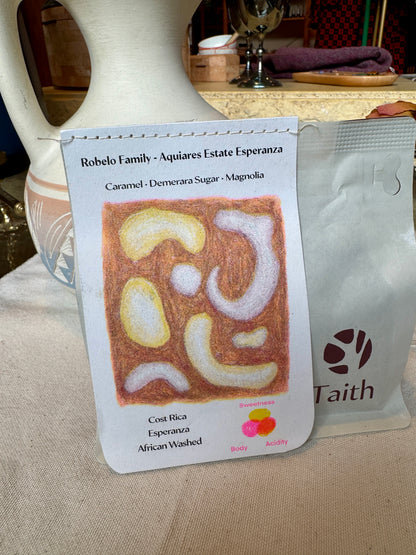 Robelo Family - Aquiares Estate Esperanza
Caramel · Demerara Sugar · Magnolia
Cost Rica
Esperanza
African Washed
Sweetness
Body
Acidity
Taith